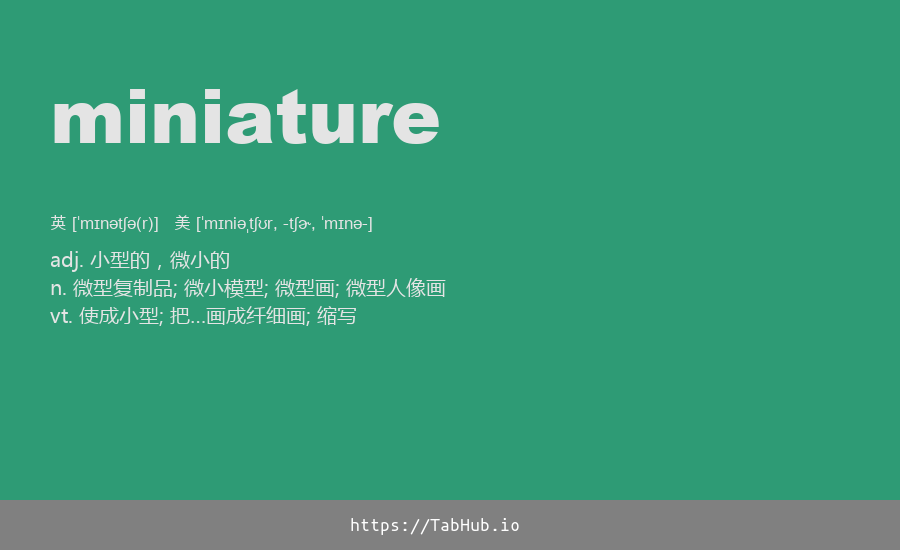 miniature
英 [ˈmɪnətʃə(r)] 美 [ˈmɪniəˌtʃʊr, -tʃɚ, ˈmɪnə-]
adj. 小型的，微小的
n. 微型复制品; 微小模型; 微型画; 微型人像画
vt. 使成小型; 把...画成纤细画; 缩写
https://TabHub.io